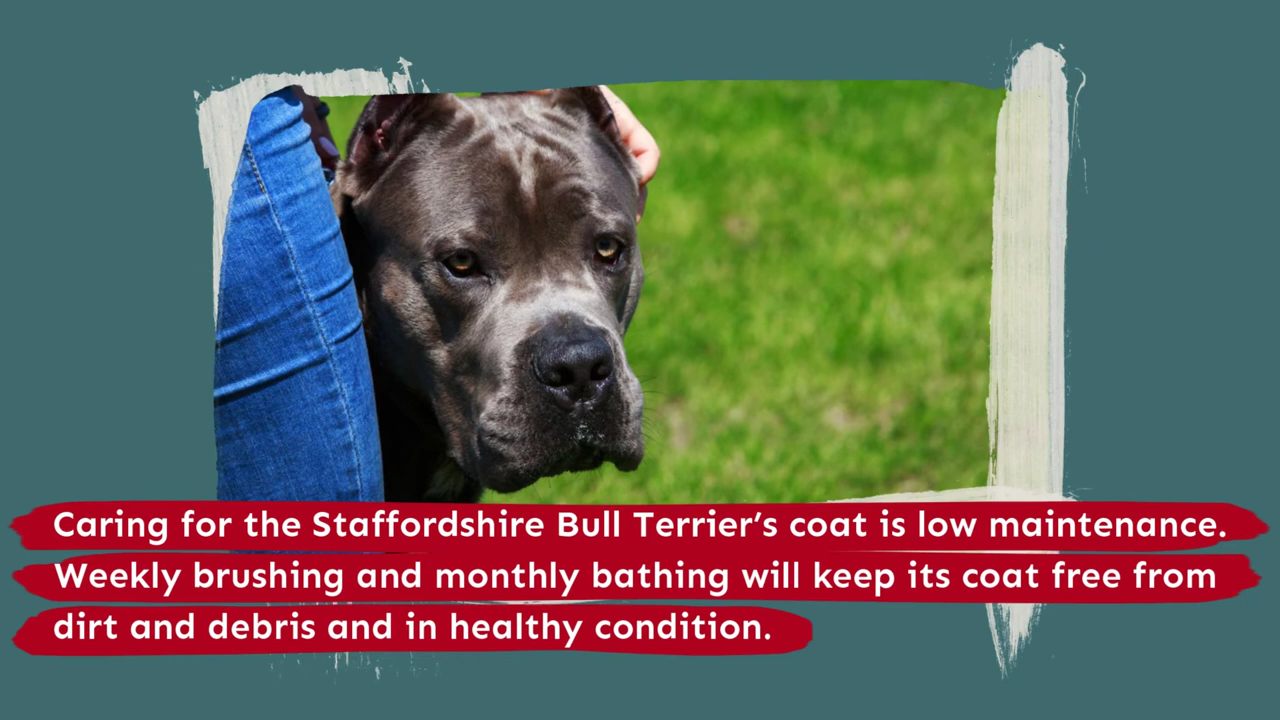 Caring for the Staffordshire Bull Terrier’s coat is low maintenance.
Weekly brushing and monthly bathing will keep its coat free from
dirt and debris and in healthy condition.